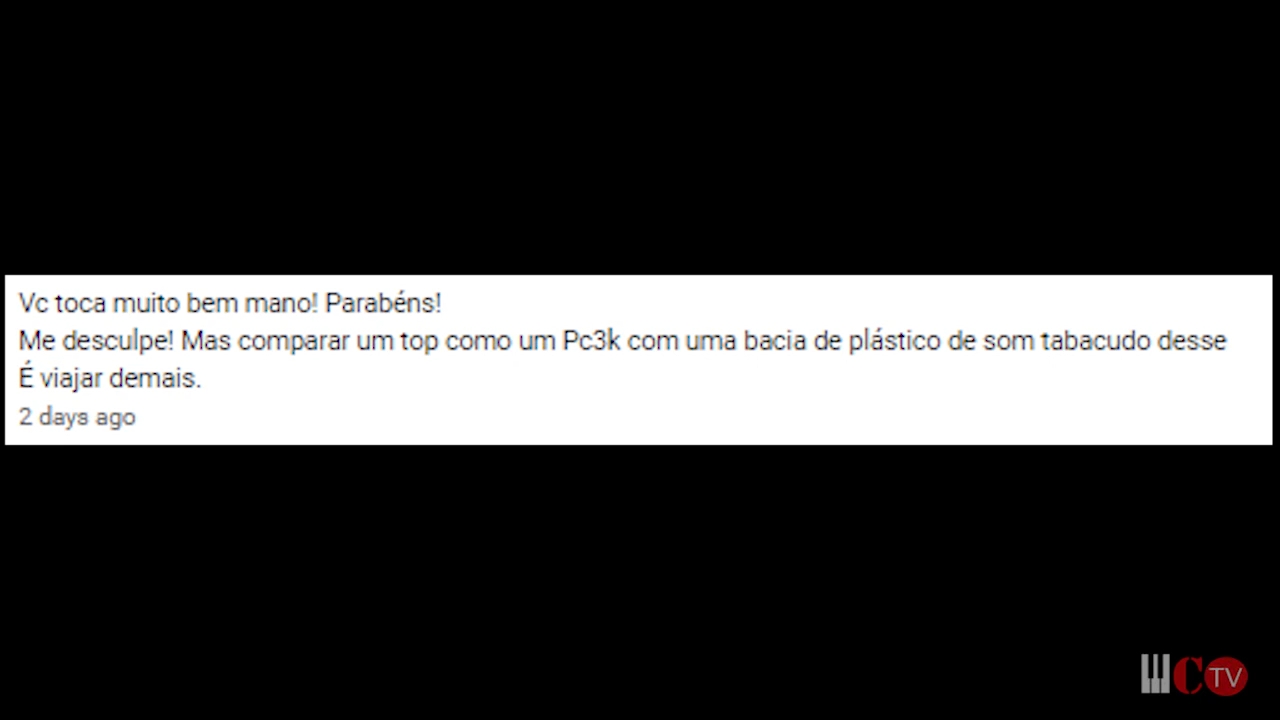 Vc toca muito bem mano! Parabéns!
Me desculpe! Mas comparar um top como um Pc3k com uma bacia de plástico de som tabacudo desse
É viajar demais.
2 days ago
C TV